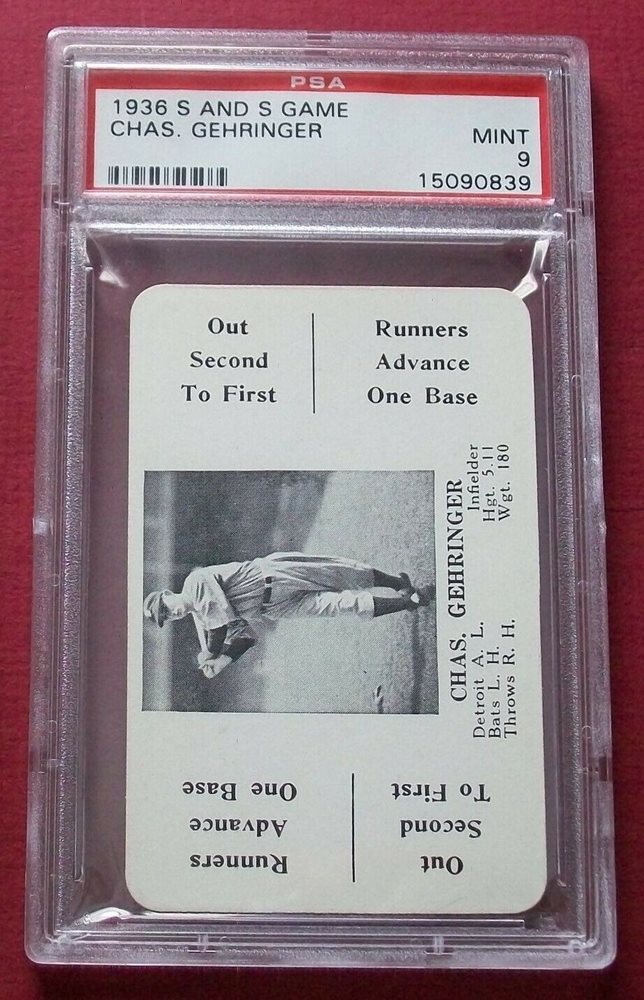 PSA
1936 S AND S GAME
CHAS. GEHRINGER
MINT
9
15090839
Out
Second
To First
Runners
Advance
One Base
CHAS. GEHRINGER
Detroit A. L. Infielder
Bats L. H. Hgt. 5.11
Throws R. H. Wgt. 180
Out
Second
To First
Runners
Advance
One Base